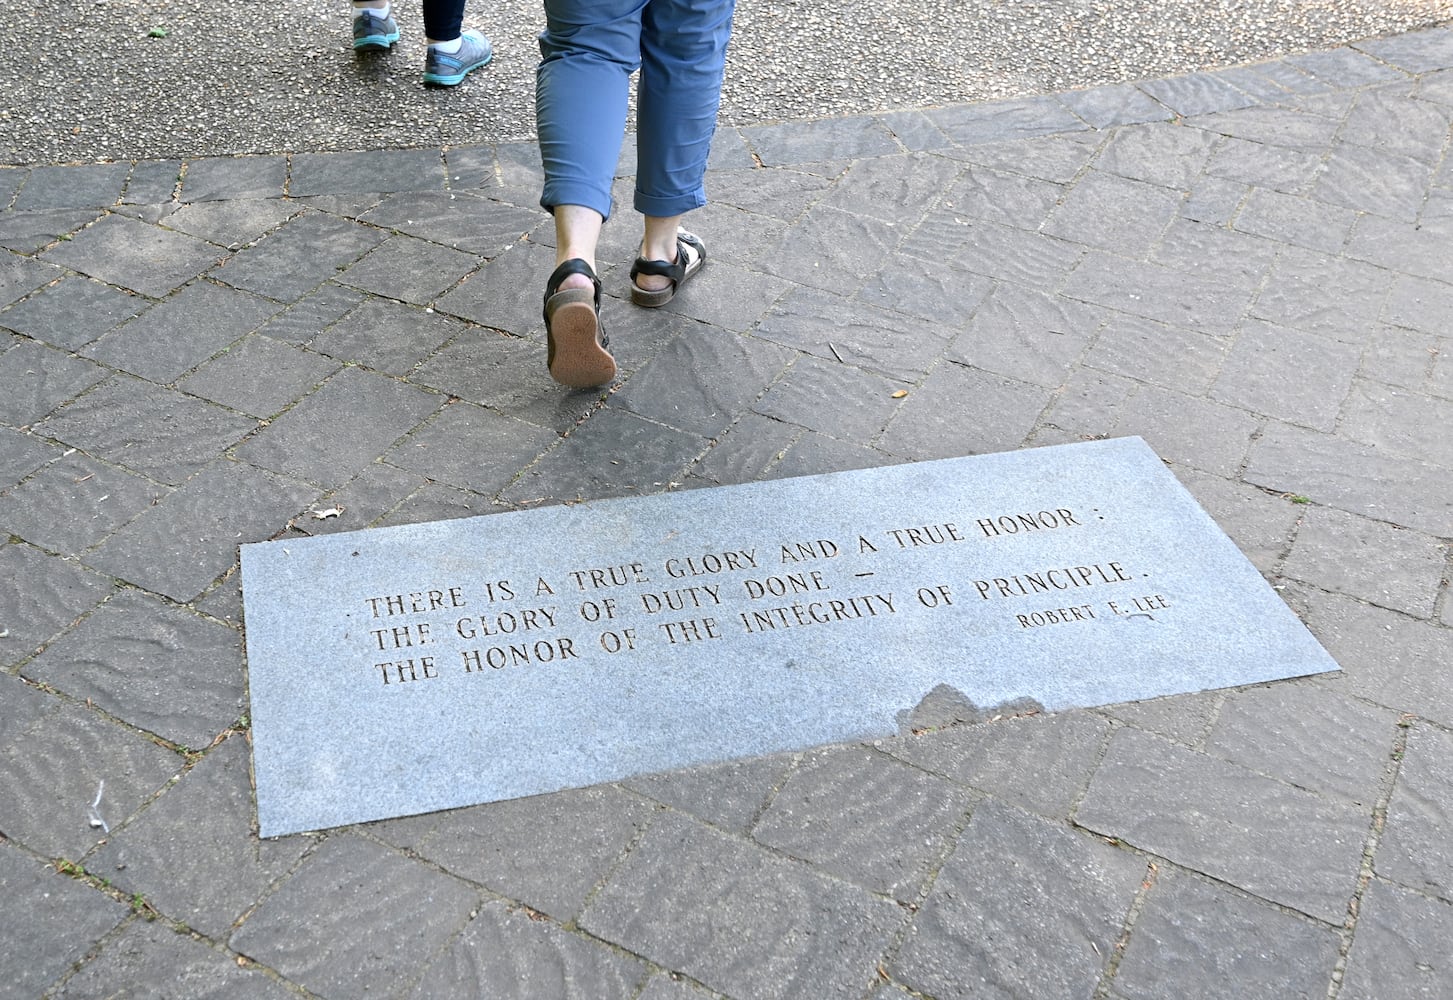 THERE IS A TRUE GLORY AND A TRUE HONOR :
THE GLORY OF DUTY DONE —
THE HONOR OF THE INTEGRITY OF PRINCIPLE .
ROBERT E. LEE